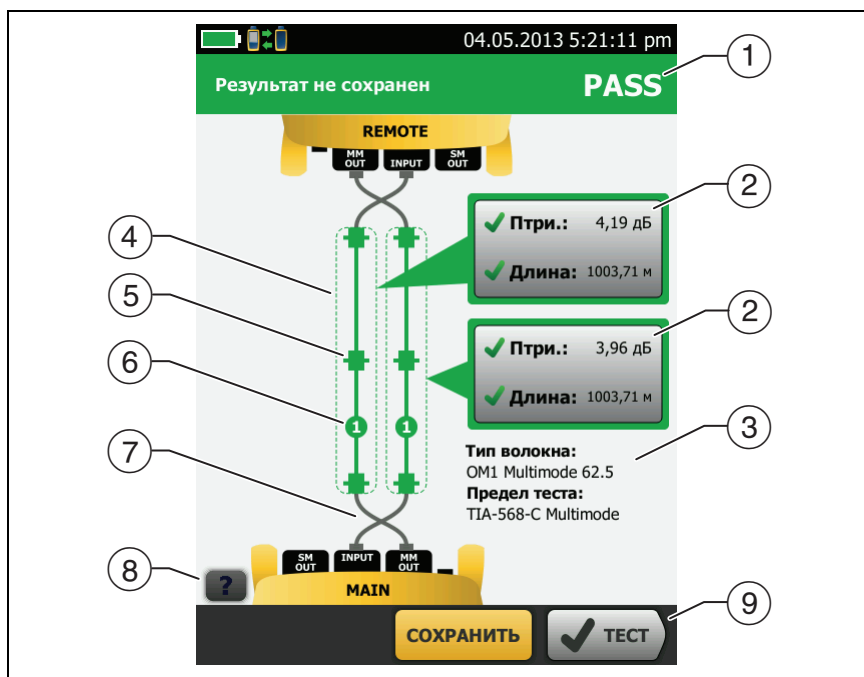 04.05.2013 5:21:11 pm
1
Результат не сохранен
PASS
REMOTE
MM OUT
INPUT
SM OUT
2
Птри.: 4,19 дБ
Длина: 1003,71 м
4
5
2
Птри.: 3,96 дБ
Длина: 1003,71 м
6
1
1
3
Тип волокна:
OM1 Multimode 62.5
Предел теста:
TIA-568-C Multimode
7
SM OUT
INPUT
MM OUT
8
?
MAIN
9
СОХРАНИТЬ
ТЕСТ